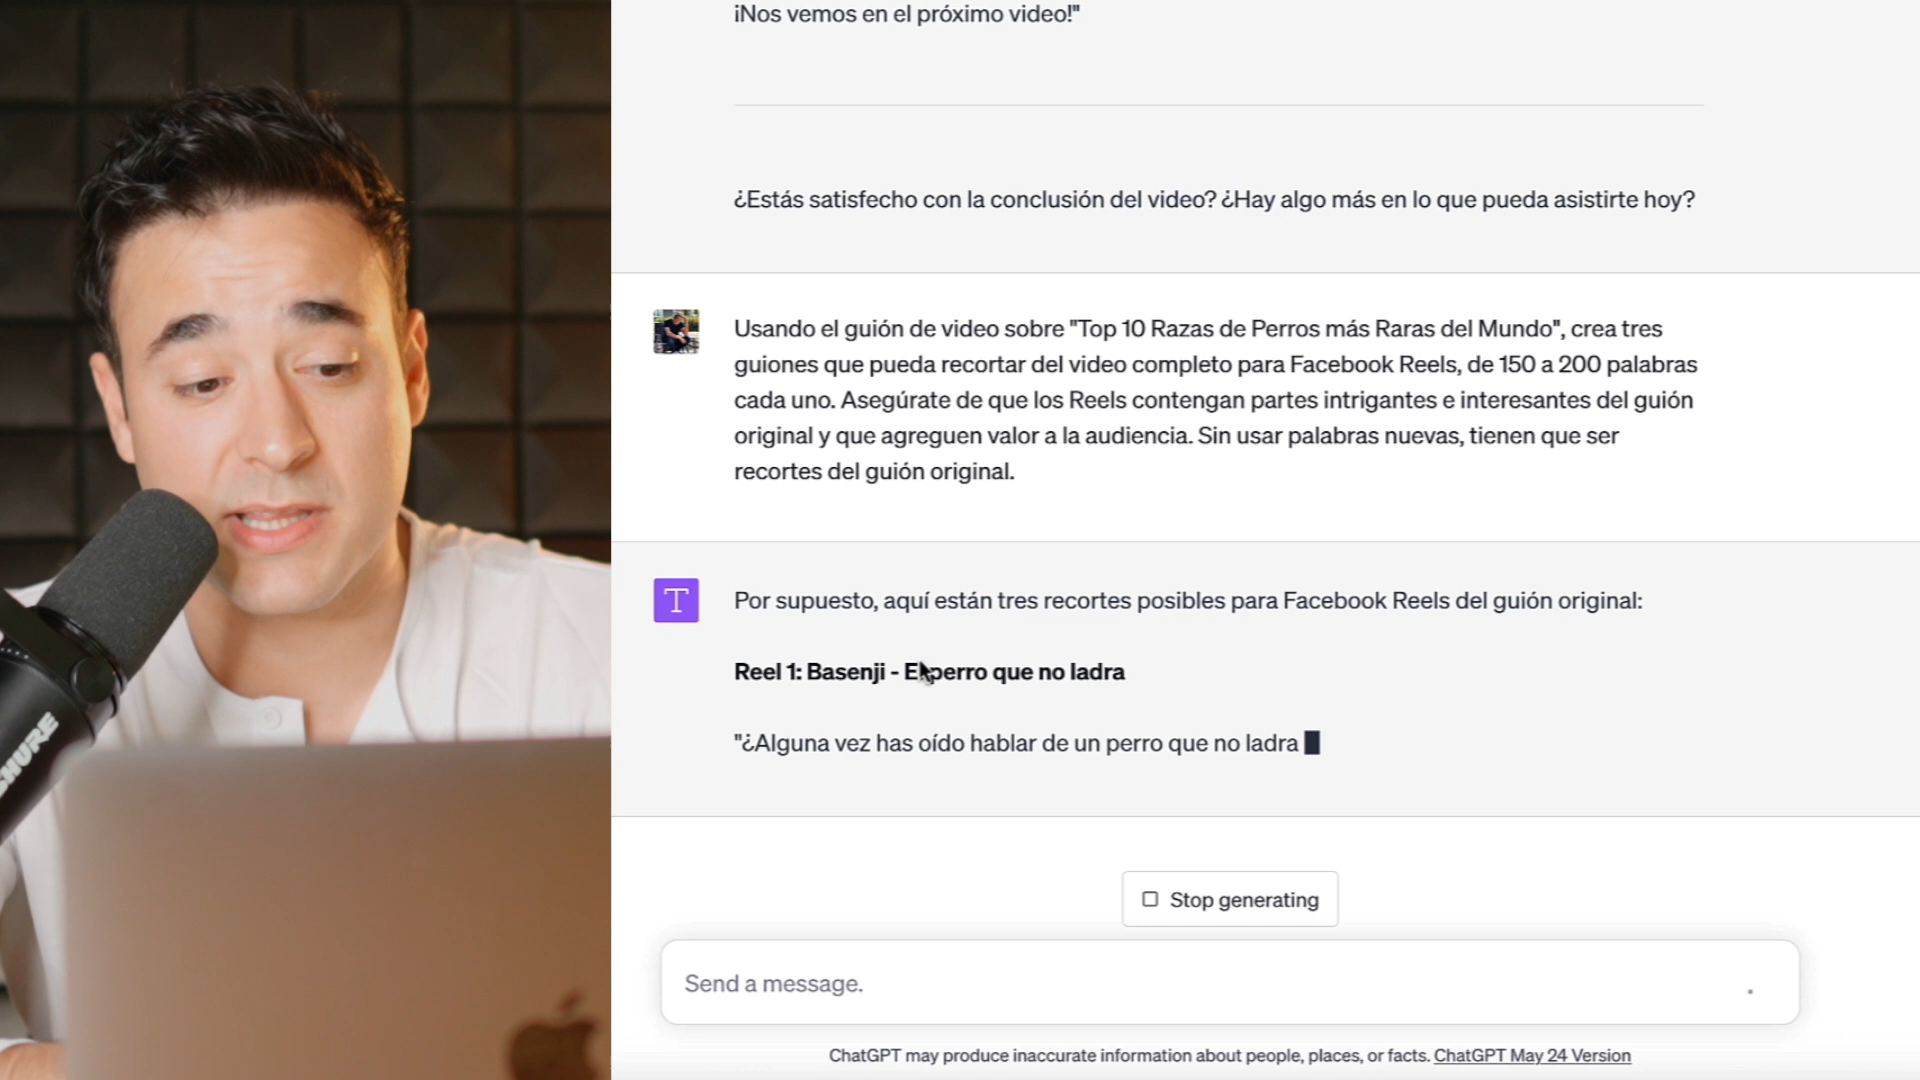 ¡Nos vemos en el próximo video!"
¿Estás satisfecho con la conclusión del video? ¿Hay algo más en lo que pueda asistirte hoy?
Usando el guión de video sobre "Top 10 Razas de Perros más Raras del Mundo", crea tres
guiones que pueda recortar del video completo para Facebook Reels, de 150 a 200 palabras
cada uno. Asegúrate de que los Reels contengan partes intrigantes e interesantes del guión
original y que agreguen valor a la audiencia. Sin usar palabras nuevas, tienen que ser
recortes del guión original.
T
Por supuesto, aquí están tres recortes posibles para Facebook Reels del guión original:
Reel 1: Basenji - El perro que no ladra
"¿Alguna vez has oído hablar de un perro que no ladra
Stop generating
Send a message.
ChatGPT may produce inaccurate information about people, places, or facts. ChatGPT May 24 Version
SHURE